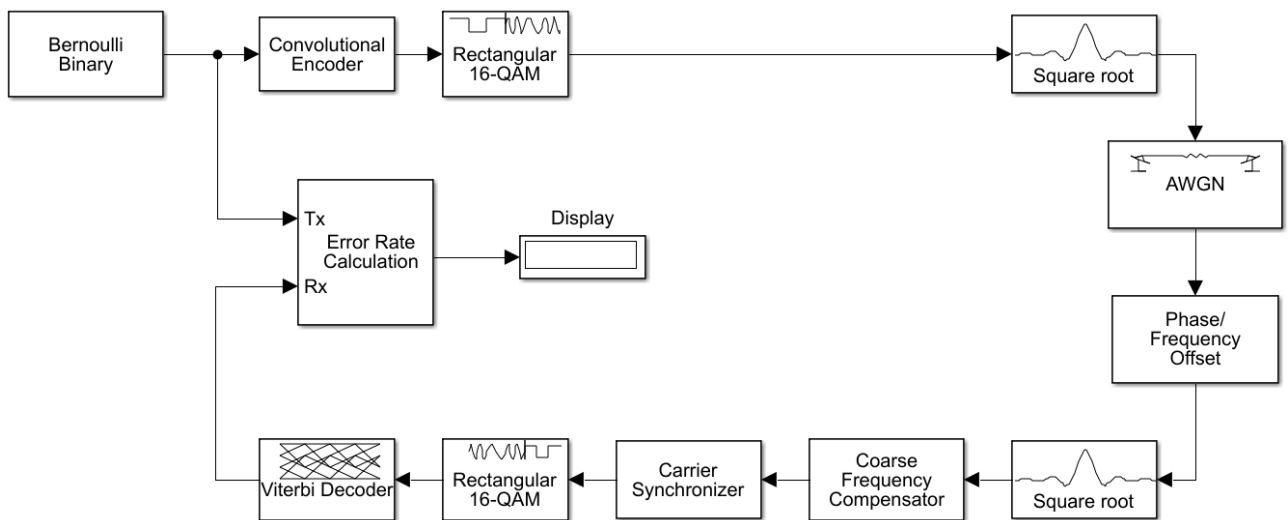 Bernoulli
Binary
Convolutional
Encoder
Rectangular
16-QAM
Square root
AWGN
Tx
Error Rate
Calculation
Rx
Display
Phase/
Frequency
Offset
Viterbi Decoder
Rectangular
16-QAM
Carrier
Synchronizer
Coarse
Frequency
Compensator
Square root